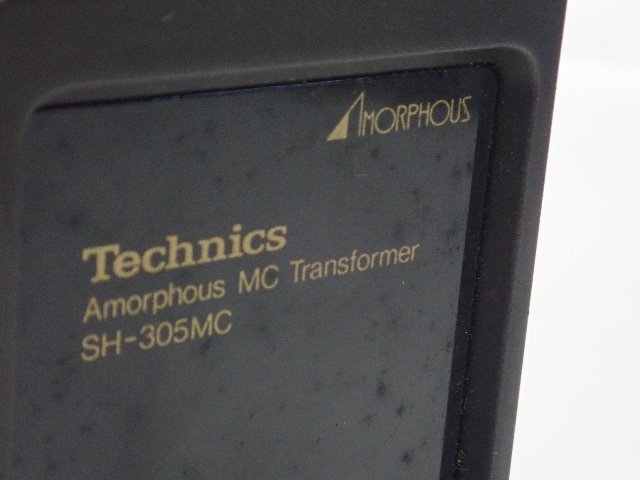 AMORPHOUS
Technics
Amorphous MC Transformer
SH-305MC